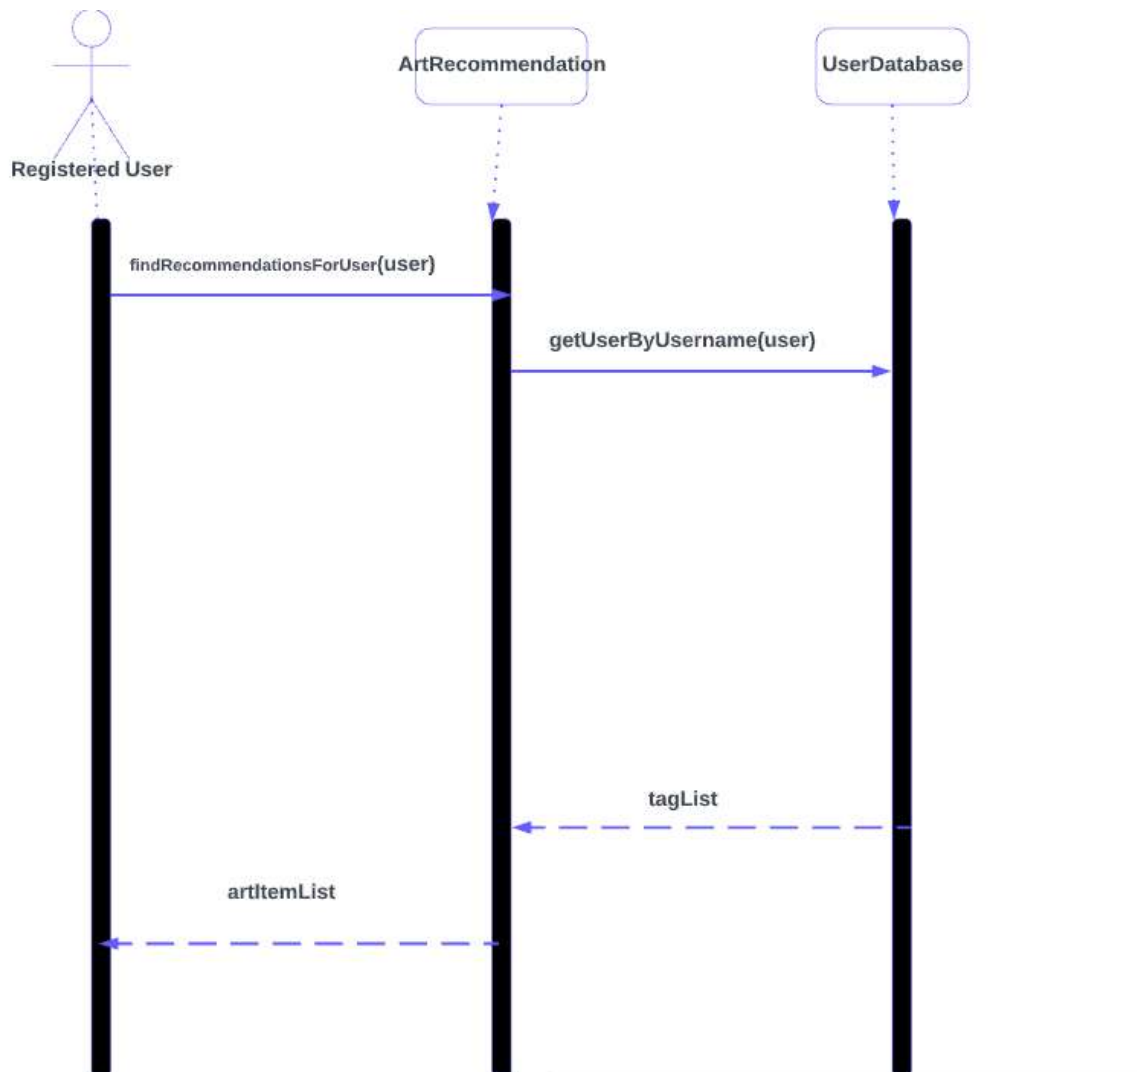 ArtRecommendation
UserDatabase
Registered User
findRecommendationsForUser(user)
getUserByUsername(user)
tagList
artItemList